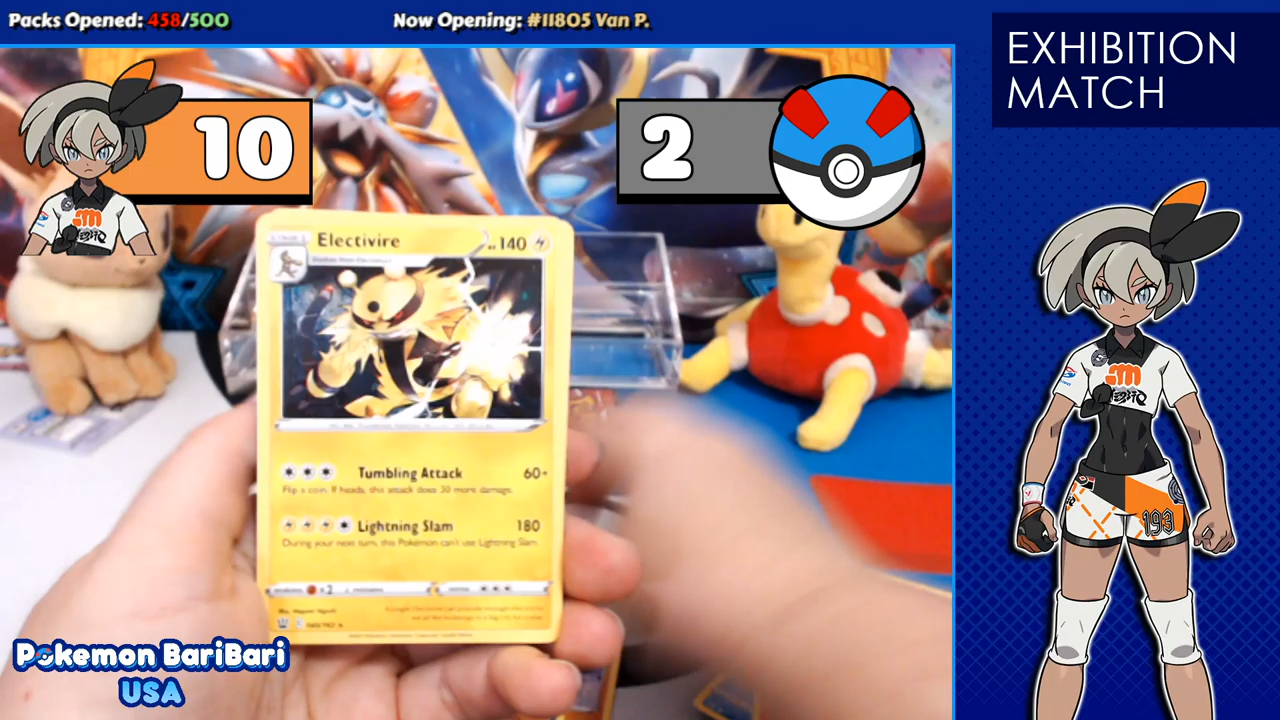 Packs Opened: 458/500
Now Opening: #11805 Van P.
EXHIBITION
MATCH
10
2
Electivire
140
Tumbling Attack 60+
Flip a coin. If heads, this attack does 30 more damage.
Lightning Slam 180
During your next turn, this Pokémon can't use Lightning Slam.
x2
193
Pokemon BariBari
USA